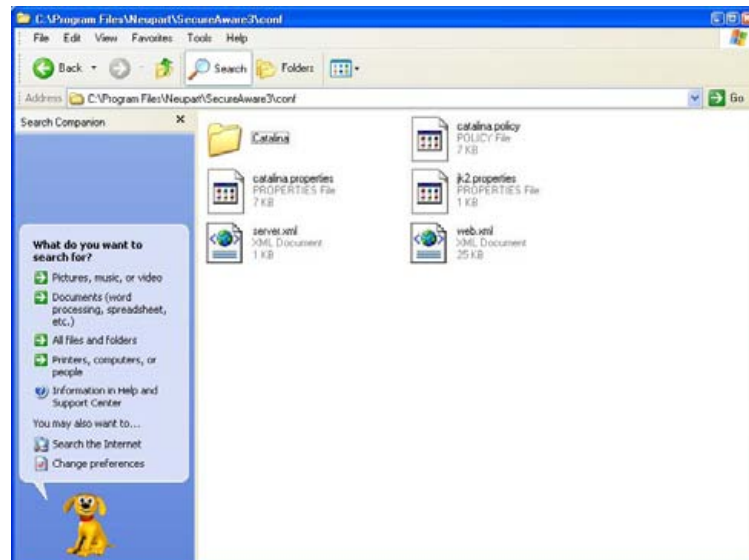 C:\Program Files\Neupart\SecureAware3\conf
File Edit View Favorites Tools Help
Back Search Folders
Address C:\Program Files\Neupart\SecureAware3\conf Go
Search Companion
What do you want to search for?
Pictures, music, or video
Documents (word processing, spreadsheet, etc.)
All files and folders
Printers, computers, or people
Information in Help and Support Center
You may also want to...
Search the Internet
Change preferences
Catalina
catalina.policy
POLICY File
7 KB
catalina.properties
PROPERTIES File
7 KB
jk2.properties
PROPERTIES File
1 KB
server.xml
XML Document
1 KB
web.xml
XML Document
25 KB